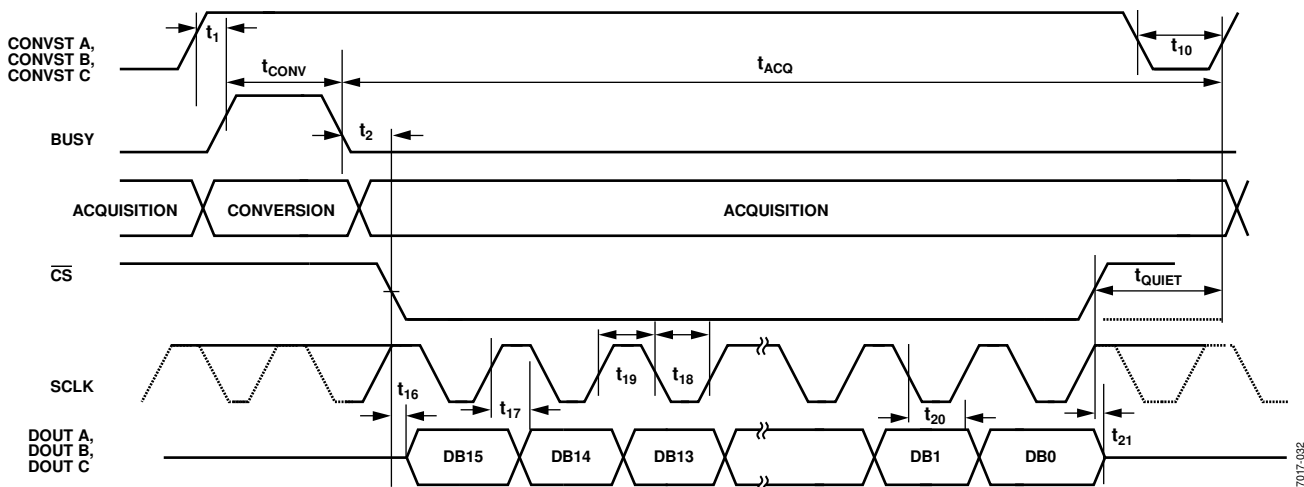 CONVST A,
CONVST B,
CONVST C
t1
tCONV
tACQ
t10
BUSY
t2
ACQUISITION
CONVERSION
ACQUISITION
CS
tQUIET
SCLK
t16
t17
t19
t18
t20
t21
DOUT A,
DOUT B,
DOUT C
DB15
DB14
DB13
DB1
DB0
7017-032